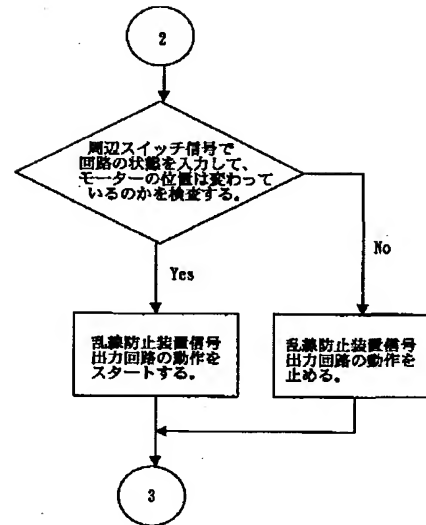 2
周辺スイッチ信号で
回路の状態を入力して、
モーターの位置は変わって
いるのかを検査する。
Yes
No
乱線防止装置信号
出力回路の動作を
スタートする。
乱線防止装置信号
出力回路の動作を
止める。
3